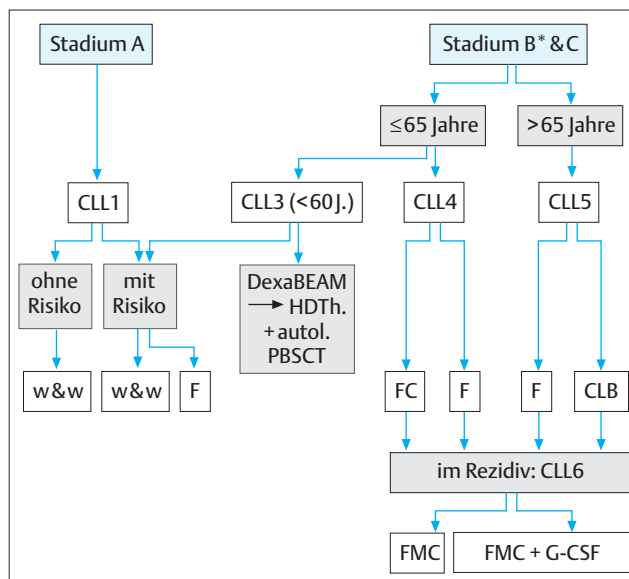 Stadium A
Stadium B* & C
≤65 Jahre
>65 Jahre
CLL1
CLL3 (<60 J.)
CLL4
CLL5
ohne
Risiko
mit
Risiko
DexaBEAM
→ HDTh.
+ autol.
PBSCT
w&w
w&w
F
FC
F
F
CLB
im Rezidiv: CLL6
FMC
FMC + G-CSF